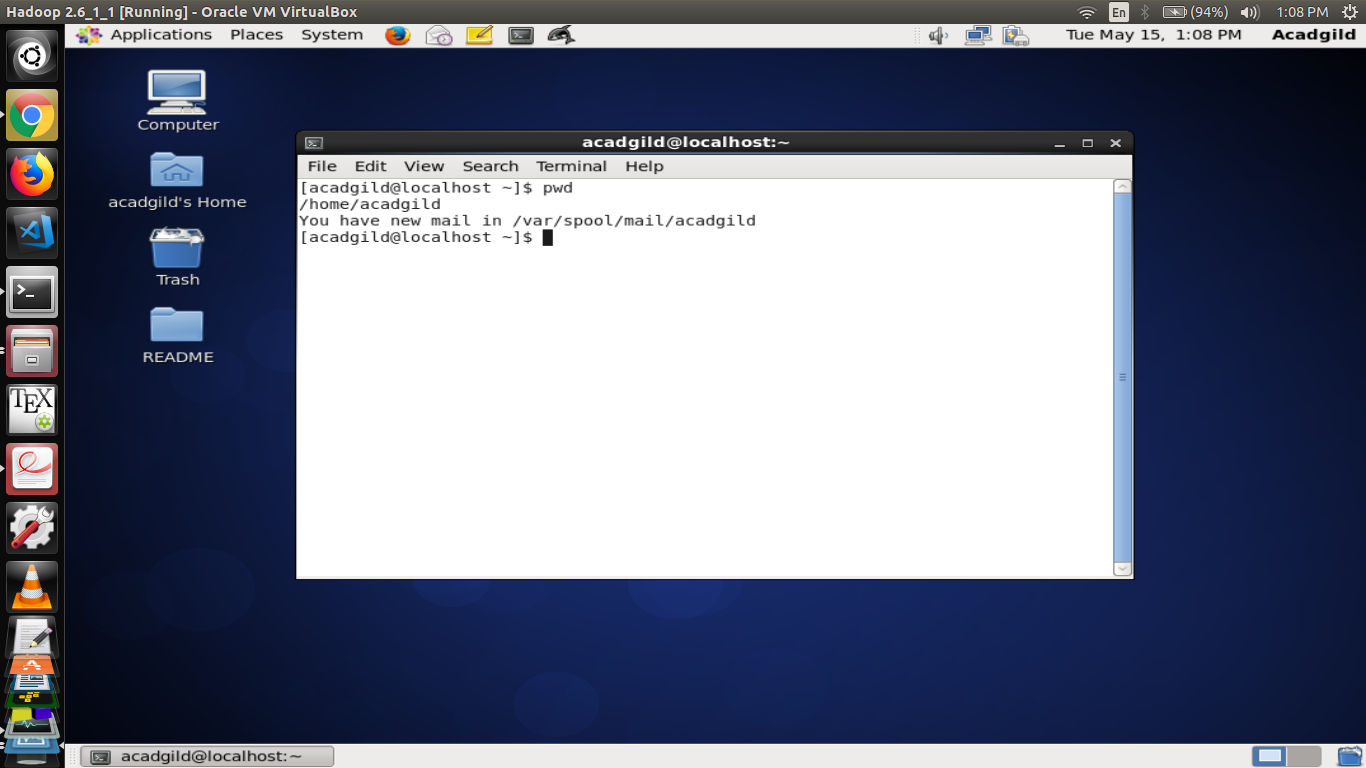 Hadoop 2.6_1_1 [Running] - Oracle VM VirtualBox
En
(94%)
1:08 PM
Applications Places System
Tue May 15, 1:08 PM
Acadgild
Computer
acadgild's Home
Trash
README
acadgild@localhost:~
File Edit View Search Terminal Help
[acadgild@localhost ~]$ pwd
/home/acadgild
You have new mail in /var/spool/mail/acadgild
[acadgild@localhost ~]$
TEX
acadgild@localhost:~